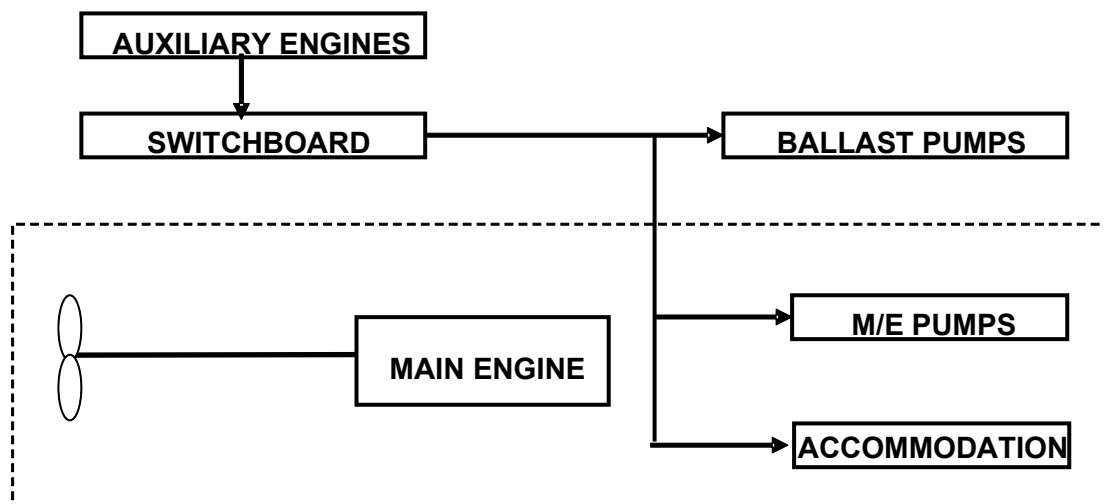 AUXILIARY ENGINES
SWITCHBOARD
BALLAST PUMPS
M/E PUMPS
MAIN ENGINE
ACCOMMODATION